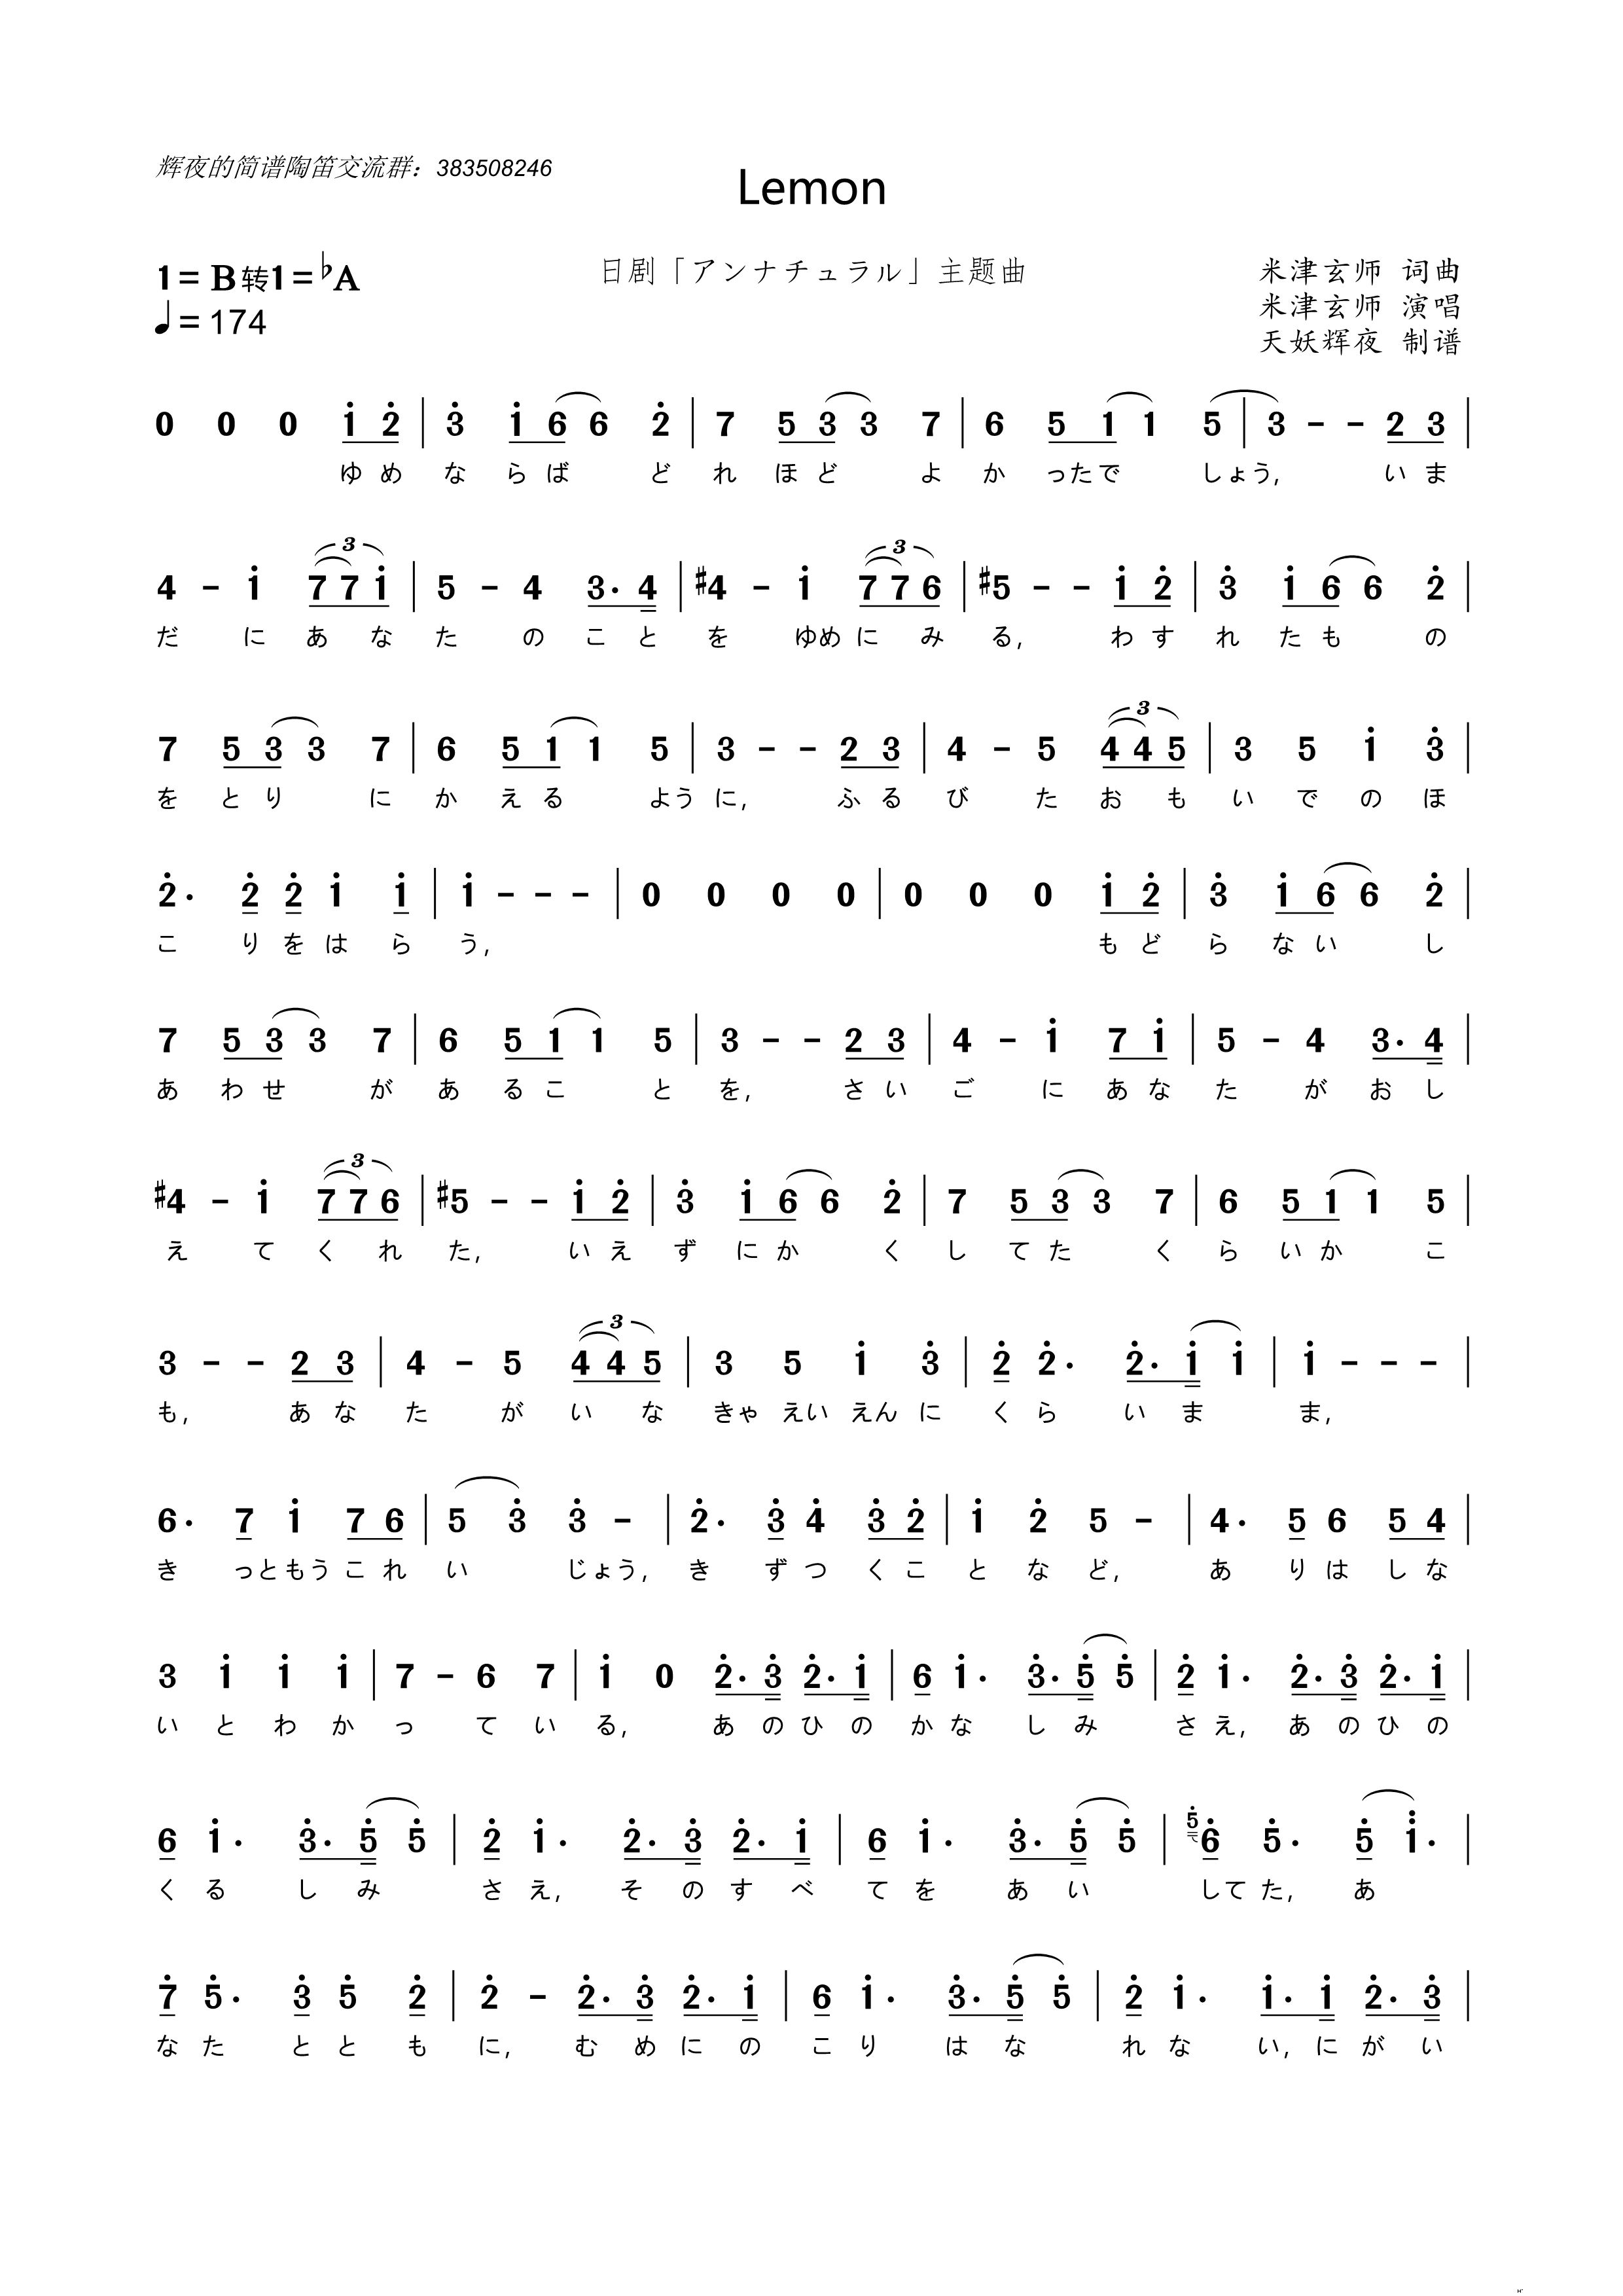 辉夜的简谱陶笛交流群：383508246
Lemon
1= B转1=♭A
日剧「アンナチュラル」主题曲
米津玄师 词曲
♩= 174
米津玄师 演唱
天妖辉夜 制谱
0 0 0 1̇ 2̇ | 3̇ 1̇ 6 6 2̇ | 7 5 3 3 7 | 6 5 1 1 5 | 3 - - 2 3 |
ゆ め な ら ば ど れ ほ ど よ か ったで しょう, い ま
4 - 1̇ 3 7 7 1̇ | 5 - 4 3· 4 | #4 - 1̇ 3 7 7 6 | #5 - - 1̇ 2̇ | 3̇ 1̇ 6 6 2̇ |
だ に あ な た の こ と を ゆめ に み る, わ す れ た も の
7 5 3 3 7 | 6 5 1 1 5 | 3 - - 2 3 | 4 - 5 3 4 4 5 | 3 5 1̇ 3̇ |
を と り に か え る よう に, ふ る び た お も い で の ほ
2̇· 2̇ 2̇ 1̇ 1̇ | 1̇ - - - | 0 0 0 0 | 0 0 0 1̇ 2̇ | 3̇ 1̇ 6 6 2̇ |
こ り を は ら う, も ど ら な い し
7 5 3 3 7 | 6 5 1 1 5 | 3 - - 2 3 | 4 - 1̇ 7 1̇ | 5 - 4 3· 4 |
あ わ せ が あ る こ と を, さ い ご に あ な た が お し
#4 - 1̇ 3 7 7 6 | #5 - - 1̇ 2̇ | 3̇ 1̇ 6 6 2̇ | 7 5 3 3 7 | 6 5 1 1 5 |
え て く れ た, い え ず に か く し て た く ら い か こ
3 - - 2 3 | 4 - 5 3 4 4 5 | 3 5 1̇ 3̇ | 2̇ 2̇· 2̇· 1̇ 1̇ | 1̇ - - - |
も, あ な た が い な きゃ えい えん に く ら い ま ま,
6· 7 1̇ 7 6 | 5 3̇ 3̇ - | 2̇· 3̇ 4̇ 3̇ 2̇ | 1̇ 2̇ 5 - | 4· 5 6 5 4 |
き っともう こ れ い じょう, き ず つ く こ と な ど, あ り は し な
3 1̇ 1̇ 1̇ | 7 - 6 7 | 1̇ 0 2̇· 3̇ 2̇· 1̇ | 6 1̇· 3̇· 5̇ 5̇ | 2̇ 1̇· 2̇· 3̇ 2̇· 1̇ |
い と わ か っ て い る, あ の ひ の か な し み さ え, あ の ひ の
6 1̇· 3̇· 5̇ 5̇ | 2̇ 1̇· 2̇· 3̇ 2̇· 1̇ | 6 1̇· 3̇· 5̇ 5̇ | 5̇ 6̇ 5̇· 5̇ 1̈· |
く る し み さ え, そ の す べ て を あ い して た, あ
7̇ 5̇· 3̇ 5̇ 2̇ | 2̇ - 2̇· 3̇ 2̇· 1̇ | 6 1̇· 3̇· 5̇ 5̇ | 2̇ 1̇· 1̇· 1̇ 2̇· 3̇ |
な た と と も に, む め に の こ り は な れ な い, に が い